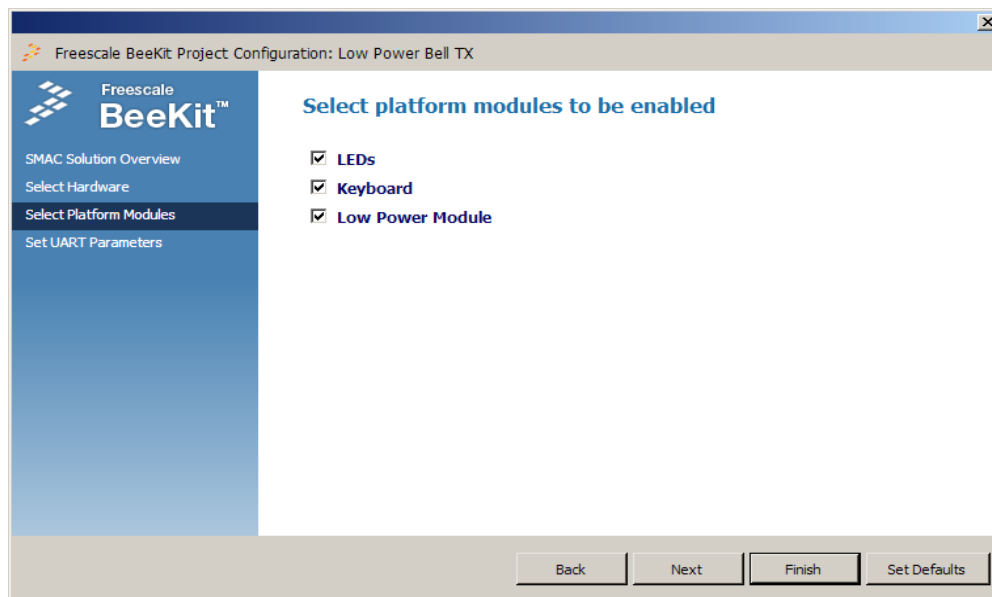 Freescale BeeKit Project Configuration: Low Power Bell TX
Freescale
BeeKit™
SMAC Solution Overview
Select Hardware
Select Platform Modules
Set UART Parameters
Select platform modules to be enabled
LEDs
Keyboard
Low Power Module
Back Next Finish Set Defaults